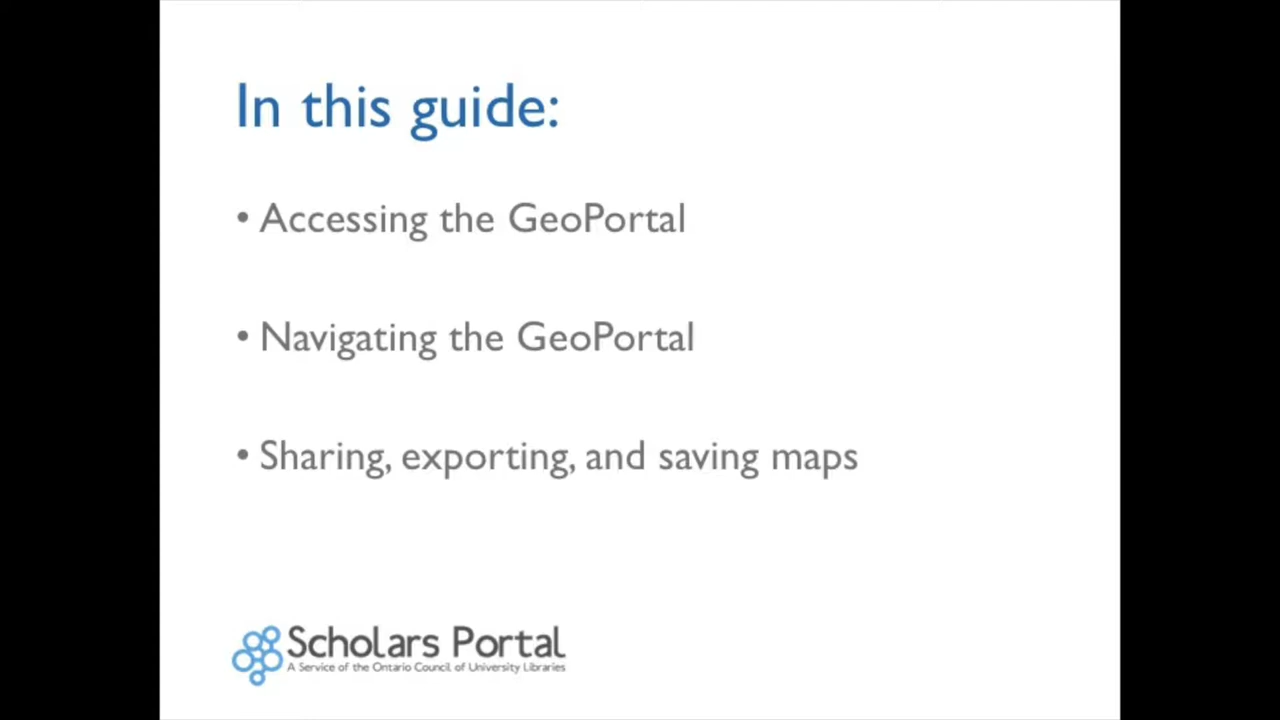 In this guide:
• Accessing the GeoPortal
• Navigating the GeoPortal
• Sharing, exporting, and saving maps
Scholars Portal
A Service of the Ontario Council of University Libraries